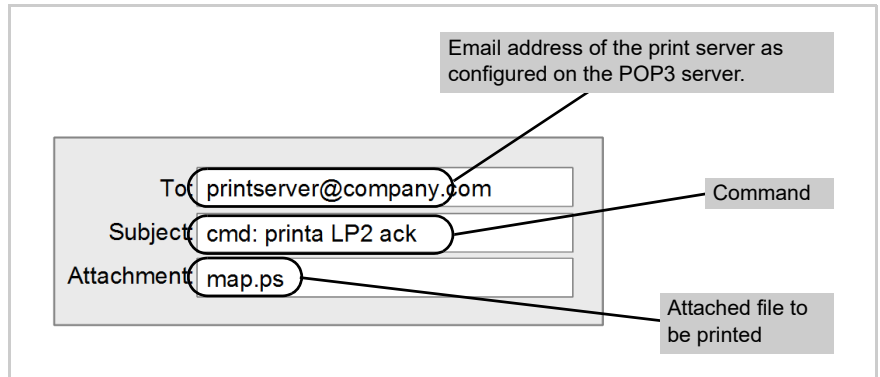 Email address of the print server as
configured on the POP3 server.
To: printserver@company.com
Command
Subject: cmd: printa LP2 ack
Attachment: map.ps
Attached file to
be printed